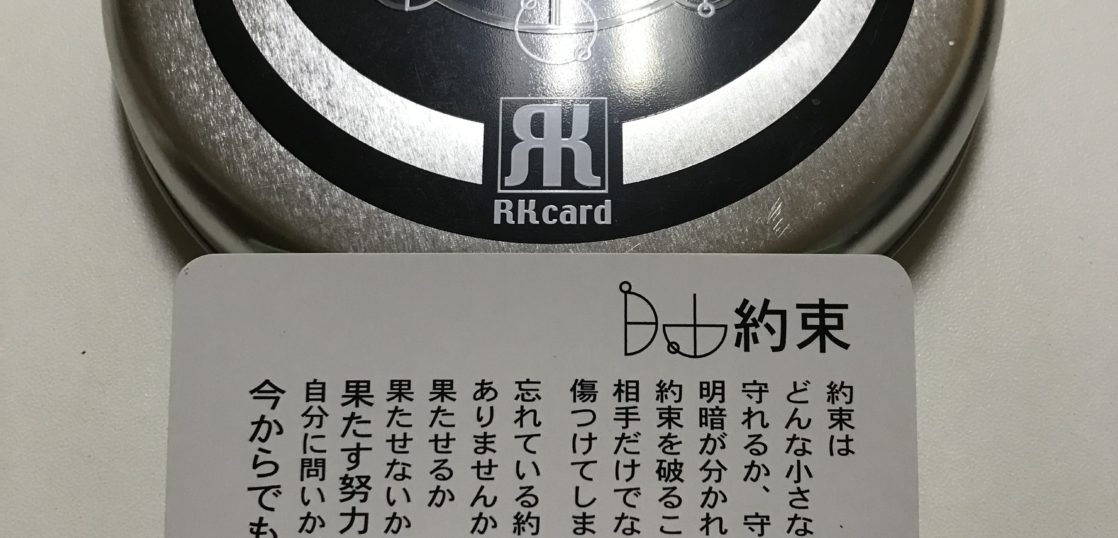 RK
RKcard
約束
約束は
どんな小さな
守れるか、守
明暗が分かれ
約束を破るこ
相手だけでな
傷つけてしま
忘れている約
ありませんか
果たせるか
果たせないか
果たす努力
自分に問いか
今からでも